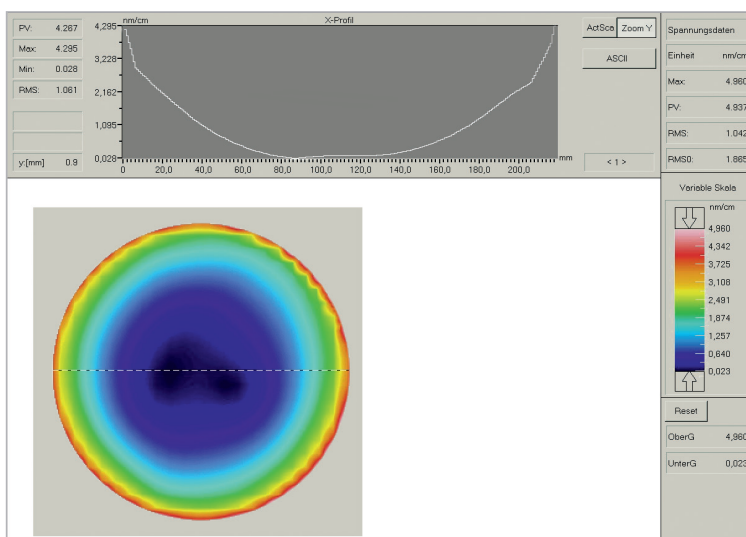 PV: 4.267
Max: 4.295
Min: 0.028
RMS: 1.061
y:[mm] 0.9
nm/cm X-Profil
4,295
3,228
2,162
1,095
0,028
0 20,0 40,0 60,0 80,0 100,0 120,0 140,0 160,0 180,0 200,0 mm
ActSca Zoom Y
ASCII
< 1 >
Spannungsdaten
Einheit nm/cm
Max: 4.960
PV: 4.937
RMS: 1.042
RMS0: 1.865
Variable Skala
nm/cm
4,960
4,342
3,725
3,108
2,491
1,874
1,257
0,640
0,023
Reset
OberG 4,960
UnterG 0,023